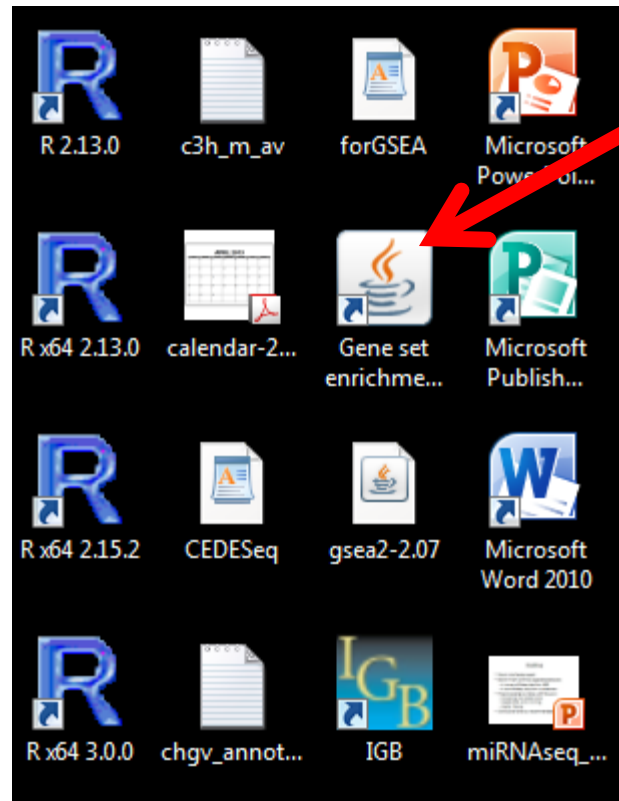 R 2.13.0
c3h_m_av
forGSEA
Microsoft
PowerPoi...
R x64 2.13.0
calendar-2...
Gene set
enrichme...
Microsoft
Publish...
R x64 2.15.2
CEDESeq
gsea2-2.07
Microsoft
Word 2010
R x64 3.0.0
chgv_annot...
IGB
IGB
miRNAseq_...